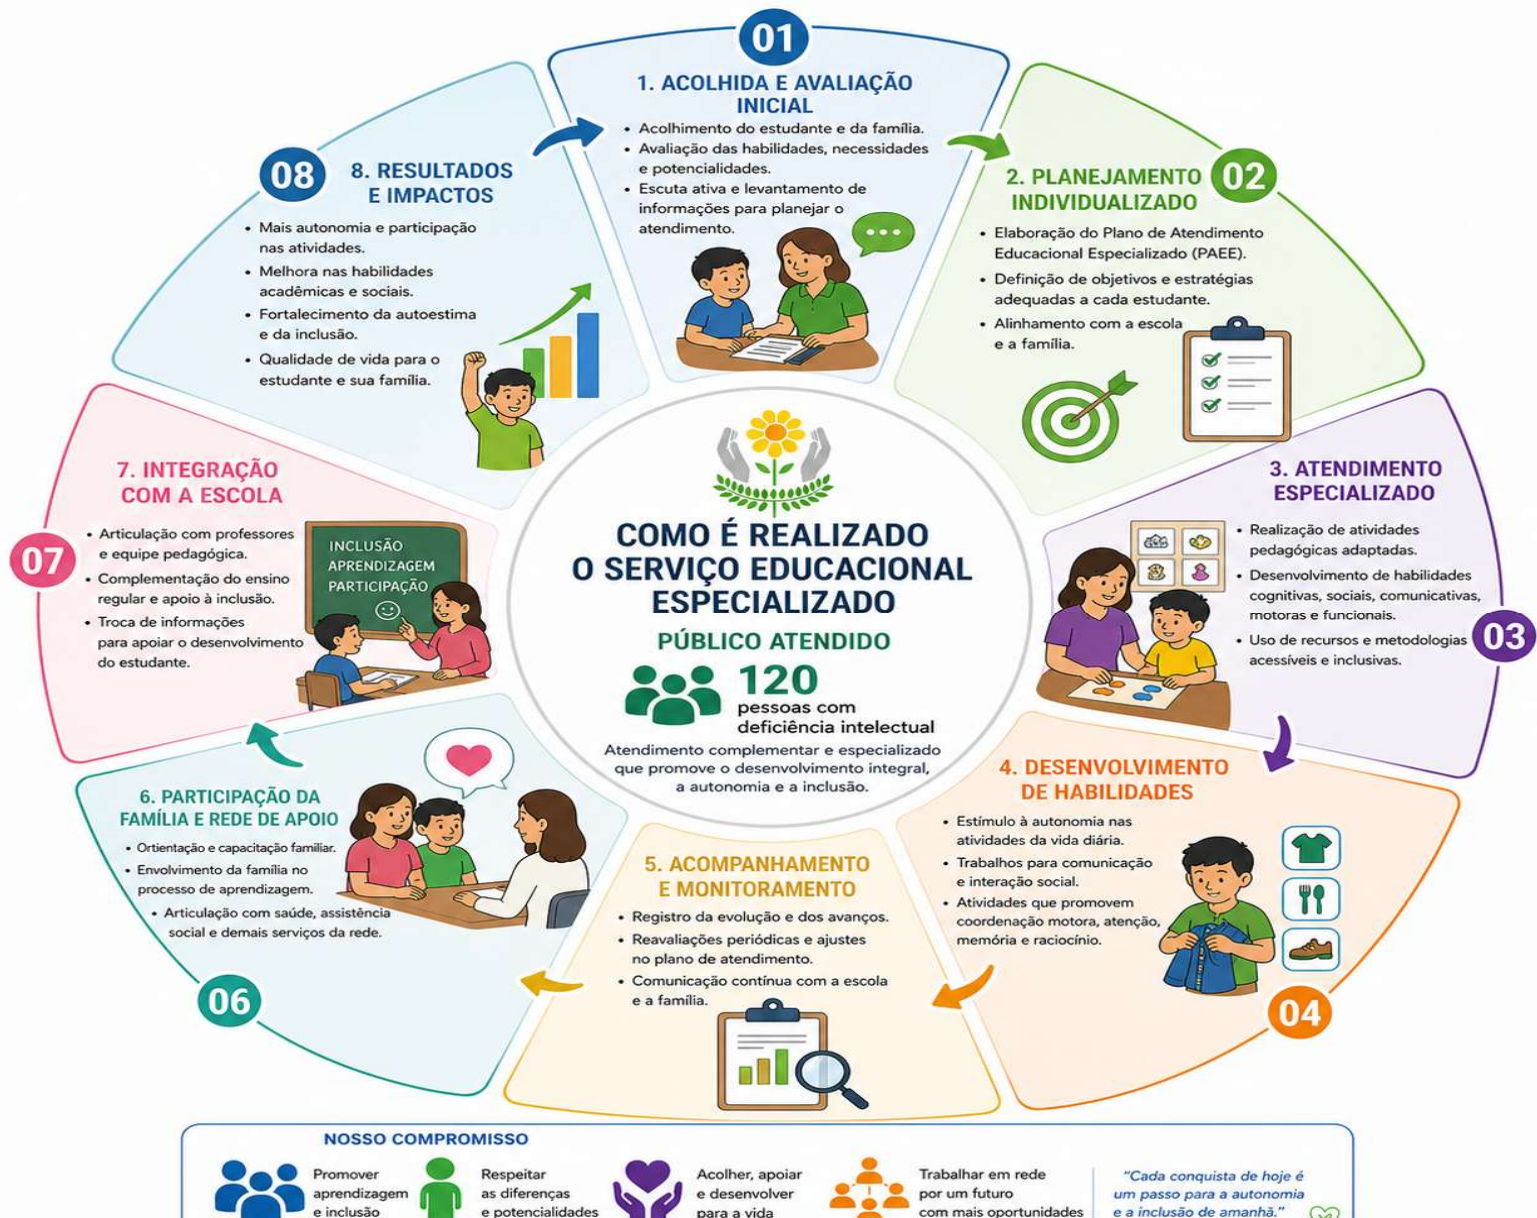 01
1. ACOLHIDA E AVALIAÇÃO
INICIAL
• Acolhimento do estudante e da família.
• Avaliação das habilidades, necessidades
e potencialidades.
• Escuta ativa e levantamento de
informações para planejar o
atendimento.
02
2. PLANEJAMENTO
INDIVIDUALIZADO
• Elaboração do Plano de Atendimento
Educacional Especializado (PAEE).
• Definição de objetivos e estratégias
adequadas a cada estudante.
• Alinhamento com a escola
e a família.
3. ATENDIMENTO
ESPECIALIZADO
• Realização de atividades
pedagógicas adaptadas.
• Desenvolvimento de habilidades
cognitivas, sociais, comunicativas,
motoras e funcionais.
• Uso de recursos e metodologias
acessíveis e inclusivas.
03
4. DESENVOLVIMENTO
DE HABILIDADES
• Estímulo à autonomia nas
atividades da vida diária.
• Trabalhos para comunicação
e interação social.
• Atividades que promovem
coordenação motora, atenção,
memória e raciocínio.
04
5. ACOMPANHAMENTO
E MONITORAMENTO
• Registro da evolução e dos avanços.
• Reavaliações periódicas e ajustes
no plano de atendimento.
• Comunicação contínua com a escola
e a família.
6. PARTICIPAÇÃO DA
FAMÍLIA E REDE DE APOIO
• Ortientação e capacitação familiar.
• Envolvimento da família no
processo de aprendizagem.
• Articulação com saúde, assistência
social e demais serviços da rede.
06
7. INTEGRAÇÃO
COM A ESCOLA
07
• Articulação com professores
e equipe pedagógica.
• Complementação do ensino
regular e apoio à inclusão.
• Troca de informações
para apoiar o desenvolvimento
do estudante.
INCLUSÃO
APRENDIZAGEM
PARTICIPAÇÃO
08
8. RESULTADOS
E IMPACTOS
• Mais autonomia e participação
nas atividades.
• Melhora nas habilidades
acadêmicas e sociais.
• Fortalecimento da autoestima
e da inclusão.
• Qualidade de vida para o
estudante e sua família.
COMO É REALIZADO
O SERVIÇO EDUCACIONAL
ESPECIALIZADO
PÚBLICO ATENDIDO
120
pessoas com
deficiência intelectual
Atendimento complementar e especializado
que promove o desenvolvimento integral,
a autonomia e a inclusão.
NOSSO COMPROMISSO
Promover
aprendizagem
e inclusão
Respeitar
as diferenças
e potencialidades
Acolher, apoiar
e desenvolver
para a vida
Trabalhar em rede
por um futuro
com mais oportunidades
"Cada conquista de hoje é
um passo para a autonomia
e a inclusão de amanhã."